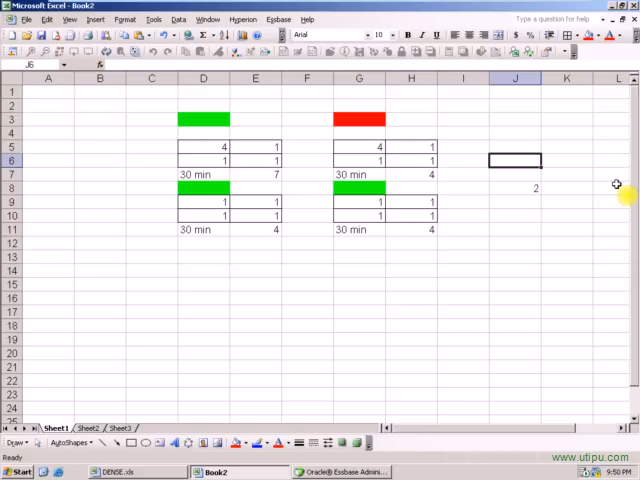 Microsoft Excel - Book2
File Edit View Insert Format Tools Data Window Hyperion Essbase Help
Type a question for help
Arial 10 B I U $ %
J6 fx
A B C D E F G H I J K L
1
2
3
4
5 4 1 4 1
6 1 1 1 1
7 30 min 7 30 min 4
8 2
9 1 1 1 1
10 1 1 1 1
11 30 min 4 30 min 4
12
13
14
15
16
17
18
19
20
21
22
23
24
25
Sheet1 Sheet2 Sheet3
Draw AutoShapes
Ready
www.utipu.com
Start DENSE.xls Book2 Oracle® Essbase Admini... 9:50 PM